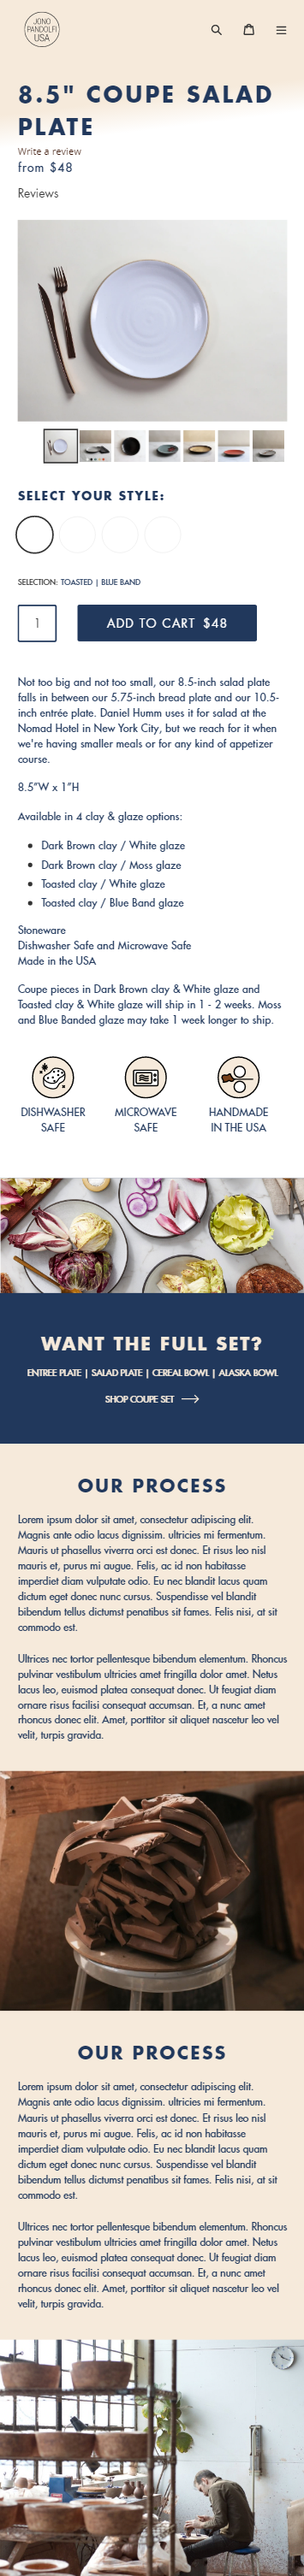 JONO
PANDOLFI
USA
8.5" COUPE SALAD
PLATE
Write a review
from $48
Reviews
SELECT YOUR STYLE:
SELECTION: TOASTED | BLUE BAND
1
ADD TO CART $48
Not too big and not too small, our 8.5-inch salad plate
falls in between our 5.75-inch bread plate and our 10.5-
inch entrée plate. Daniel Humm uses it for salad at the
Nomad Hotel in New York City, but we reach for it when
we're having smaller meals or for any kind of appetizer
course.
8.5”W x 1”H
Available in 4 clay & glaze options:
Dark Brown clay / White glaze
Dark Brown clay / Moss glaze
Toasted clay / White glaze
Toasted clay / Blue Band glaze
Stoneware
Dishwasher Safe and Microwave Safe
Made in the USA
Coupe pieces in Dark Brown clay & White glaze and
Toasted clay & White glaze will ship in 1 - 2 weeks. Moss
and Blue Banded glaze may take 1 week longer to ship.
DISHWASHER
SAFE
MICROWAVE
SAFE
HANDMADE
IN THE USA
WANT THE FULL SET?
ENTREE PLATE | SALAD PLATE | CEREAL BOWL | ALASKA BOWL
SHOP COUPE SET
OUR PROCESS
Lorem ipsum dolor sit amet, consectetur adipiscing elit.
Magnis ante odio lacus dignissim. ultricies mi fermentum.
Mauris ut phasellus viverra orci est donec. Et risus leo nisl
mauris et, purus mi augue. Felis, ac id non habitasse
imperdiet diam vulputate odio. Eu nec blandit lacus quam
dictum eget donec nunc cursus. Suspendisse vel blandit
bibendum tellus dictumst penatibus sit fames. Felis nisi, at sit
commodo est.
Ultrices nec tortor pellentesque bibendum elementum. Rhoncus
pulvinar vestibulum ultricies amet fringilla dolor amet. Netus
lacus leo, euismod platea consequat donec. Ut feugiat diam
ornare risus facilisi consequat accumsan. Et, a nunc amet
rhoncus donec elit. Amet, porttitor sit aliquet nascetur leo vel
velit, turpis gravida.
OUR PROCESS
Lorem ipsum dolor sit amet, consectetur adipiscing elit.
Magnis ante odio lacus dignissim. ultricies mi fermentum.
Mauris ut phasellus viverra orci est donec. Et risus leo nisl
mauris et, purus mi augue. Felis, ac id non habitasse
imperdiet diam vulputate odio. Eu nec blandit lacus quam
dictum eget donec nunc cursus. Suspendisse vel blandit
bibendum tellus dictumst penatibus sit fames. Felis nisi, at sit
commodo est.
Ultrices nec tortor pellentesque bibendum elementum. Rhoncus
pulvinar vestibulum ultricies amet fringilla dolor amet. Netus
lacus leo, euismod platea consequat donec. Ut feugiat diam
ornare risus facilisi consequat accumsan. Et, a nunc amet
rhoncus donec elit. Amet, porttitor sit aliquet nascetur leo vel
velit, turpis gravida.